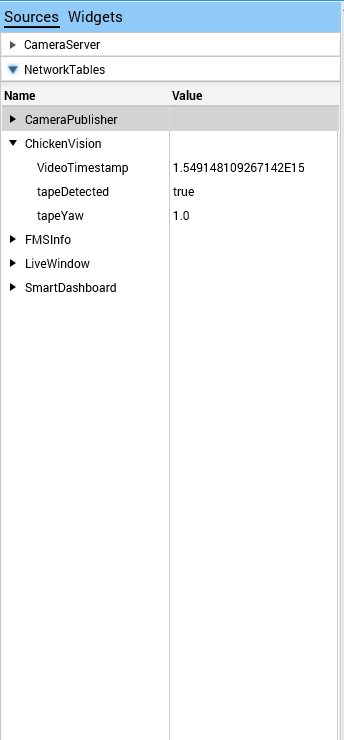 Sources Widgets
CameraServer
NetworkTables
Name Value
CameraPublisher
ChickenVision
VideoTimestamp 1.549148109267142E15
tapeDetected true
tapeYaw 1.0
FMSInfo
LiveWindow
SmartDashboard